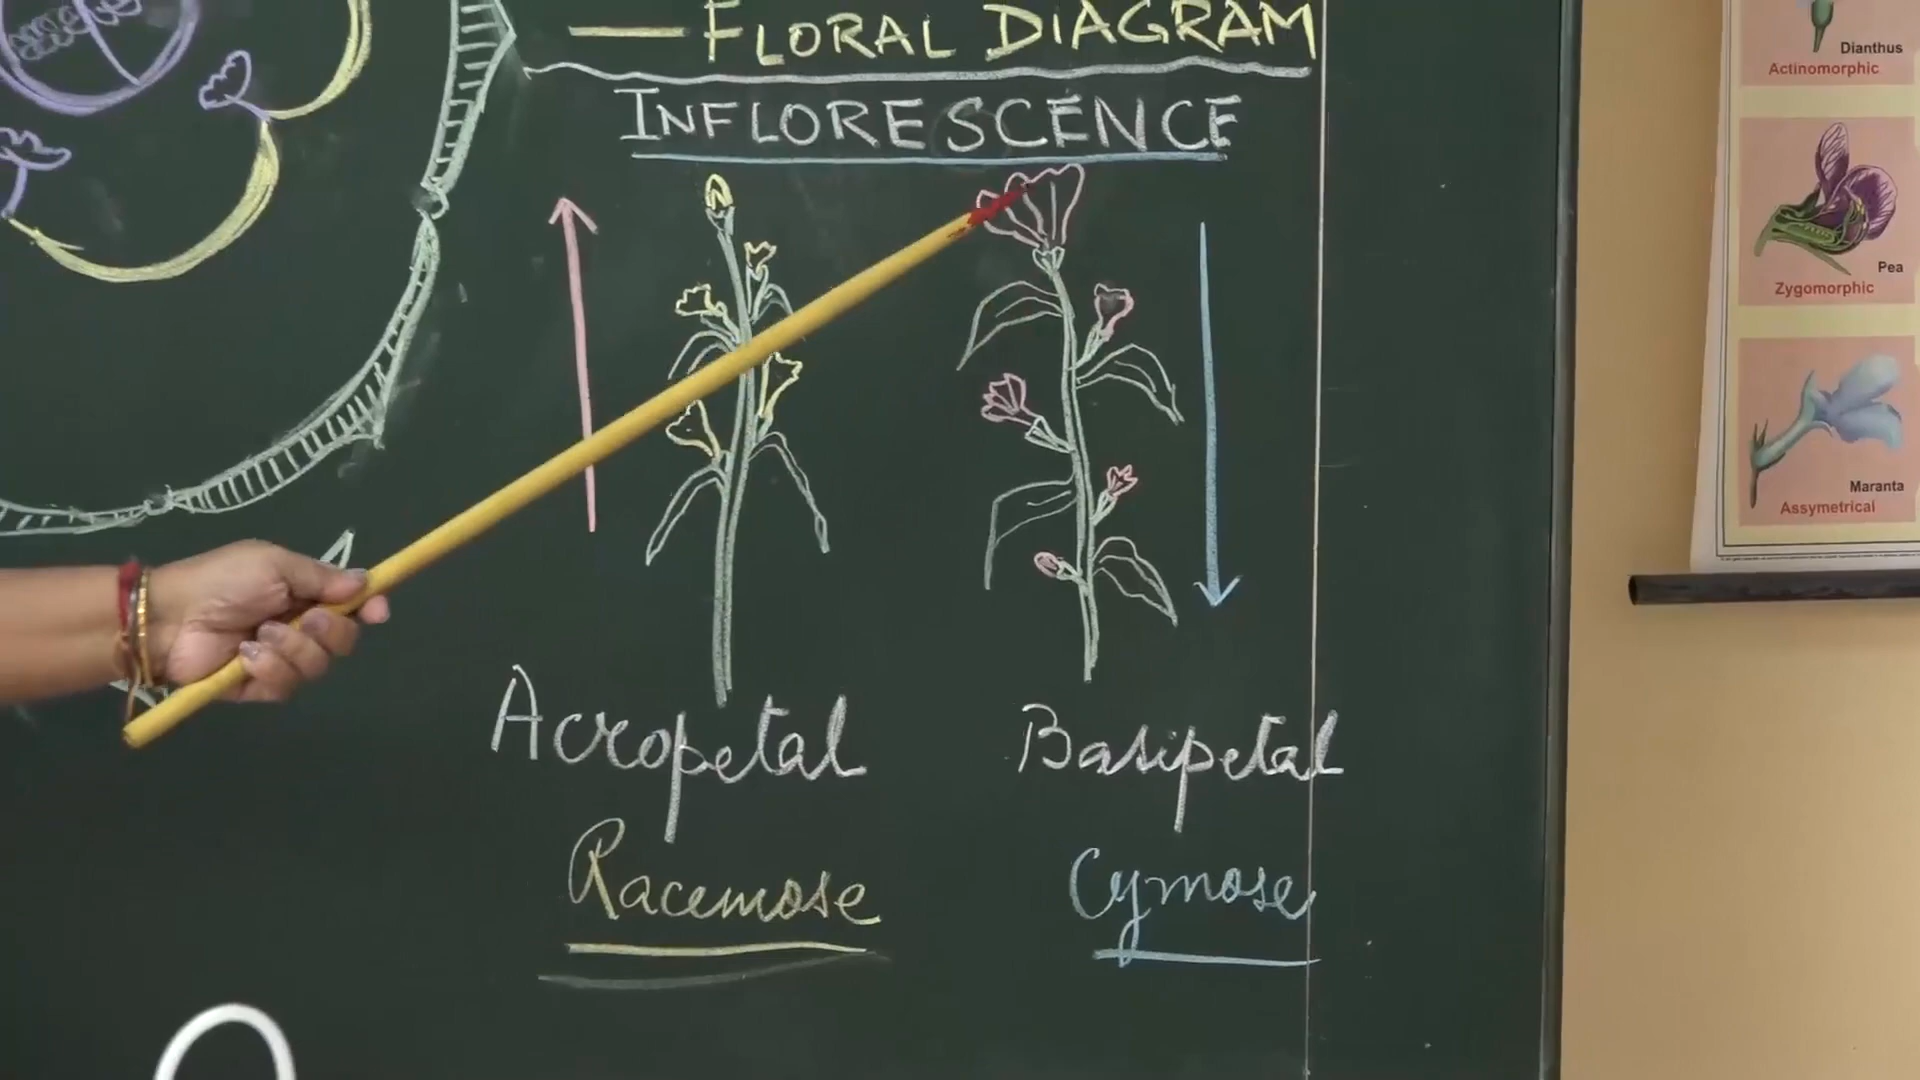 — FLORAL DIAGRAM
INFLORESCENCE
Acropetal
Basipetal
Racemose
Cymose
Dianthus
Actinomorphic
Pea
Zygomorphic
Maranta
Assymetrical